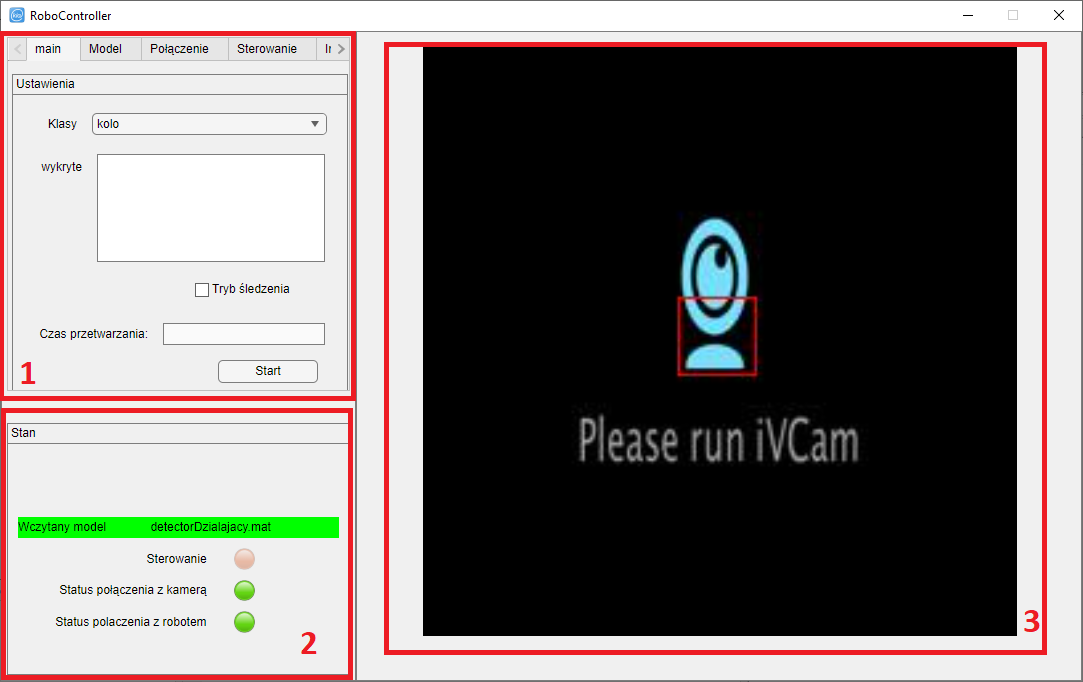 RoboController
main Model Połączenie Sterowanie
Ustawienia
Klasy kolo
wykryte
Tryb śledzenia
Czas przetwarzania:
Start
1
Stan
Wczytany model detectorDzialajacy.mat
Sterowanie
Status połączenia z kamerą
Status polaczenia z robotem
2
Please run iVCam
3